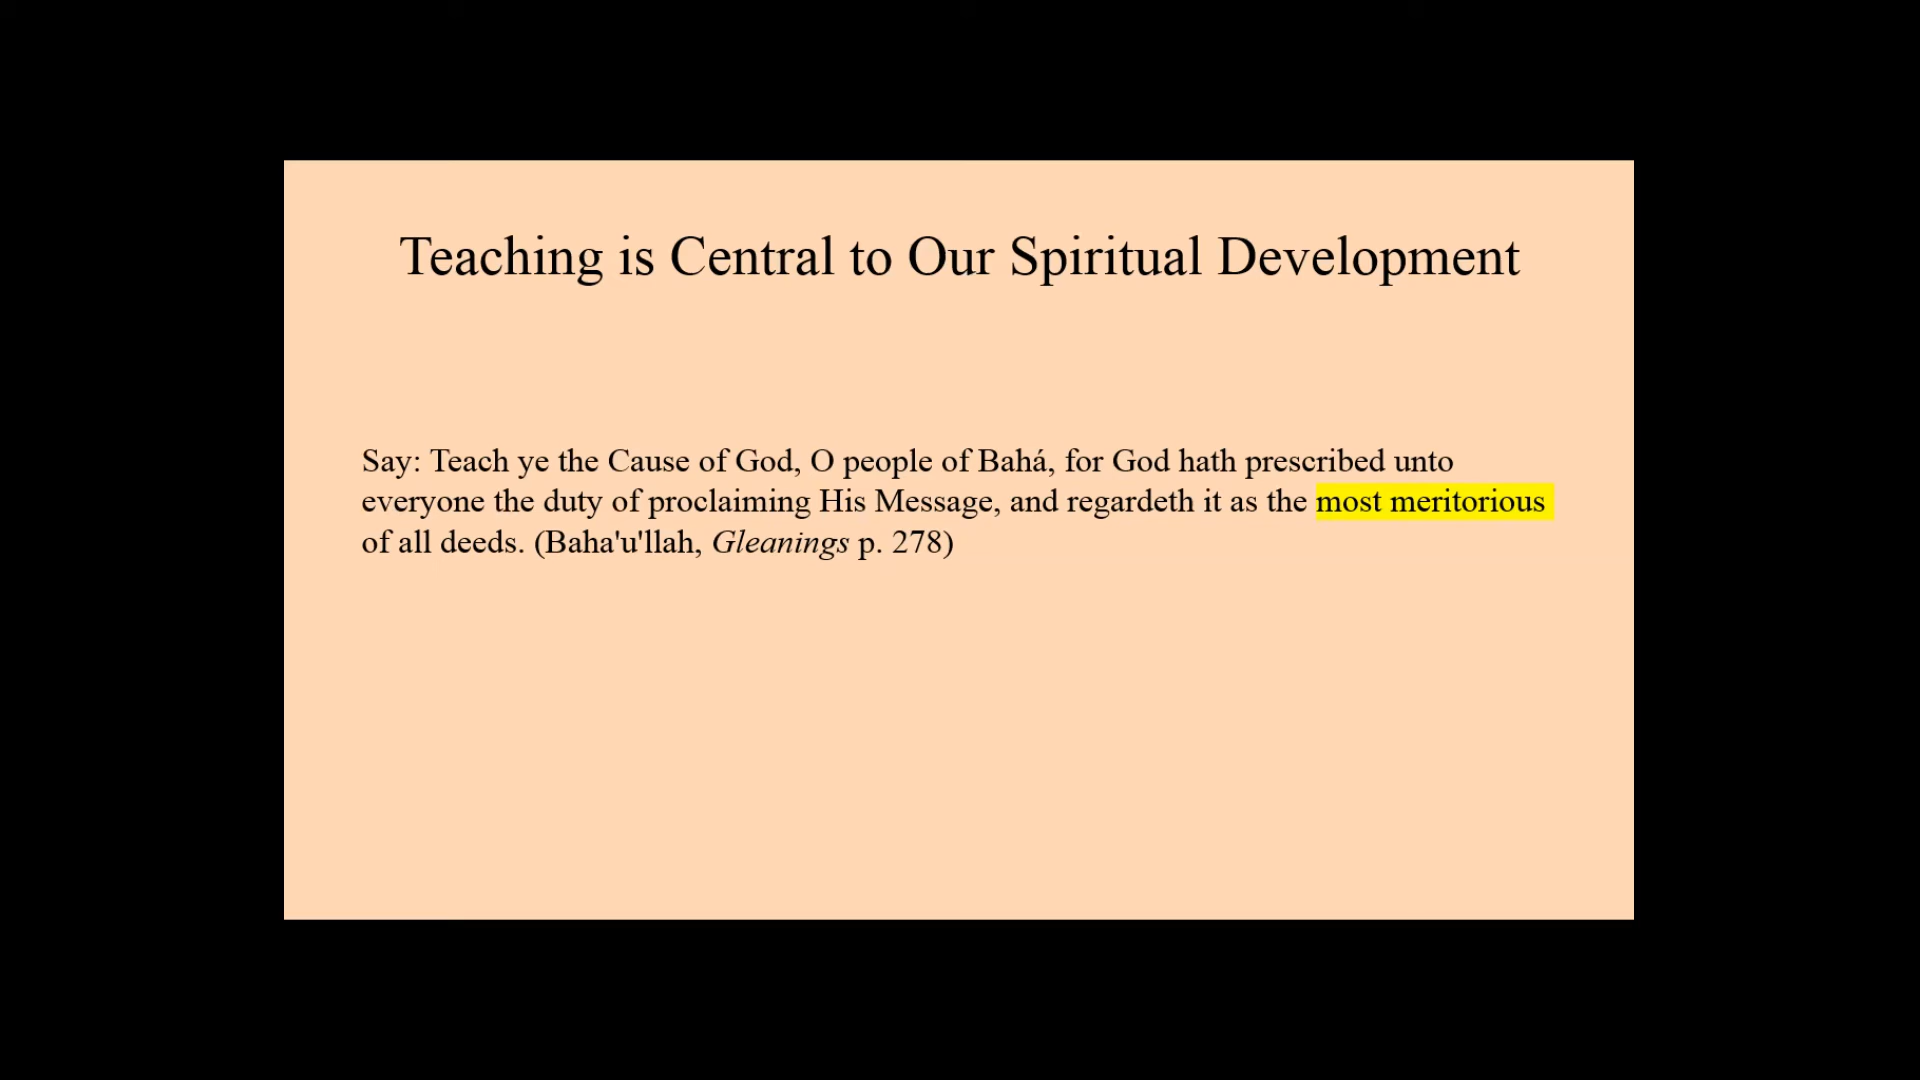 Teaching is Central to Our Spiritual Development
Say: Teach ye the Cause of God, O people of Bahá, for God hath prescribed unto
everyone the duty of proclaiming His Message, and regardeth it as the most meritorious
of all deeds. (Baha'u'llah, Gleanings p. 278)